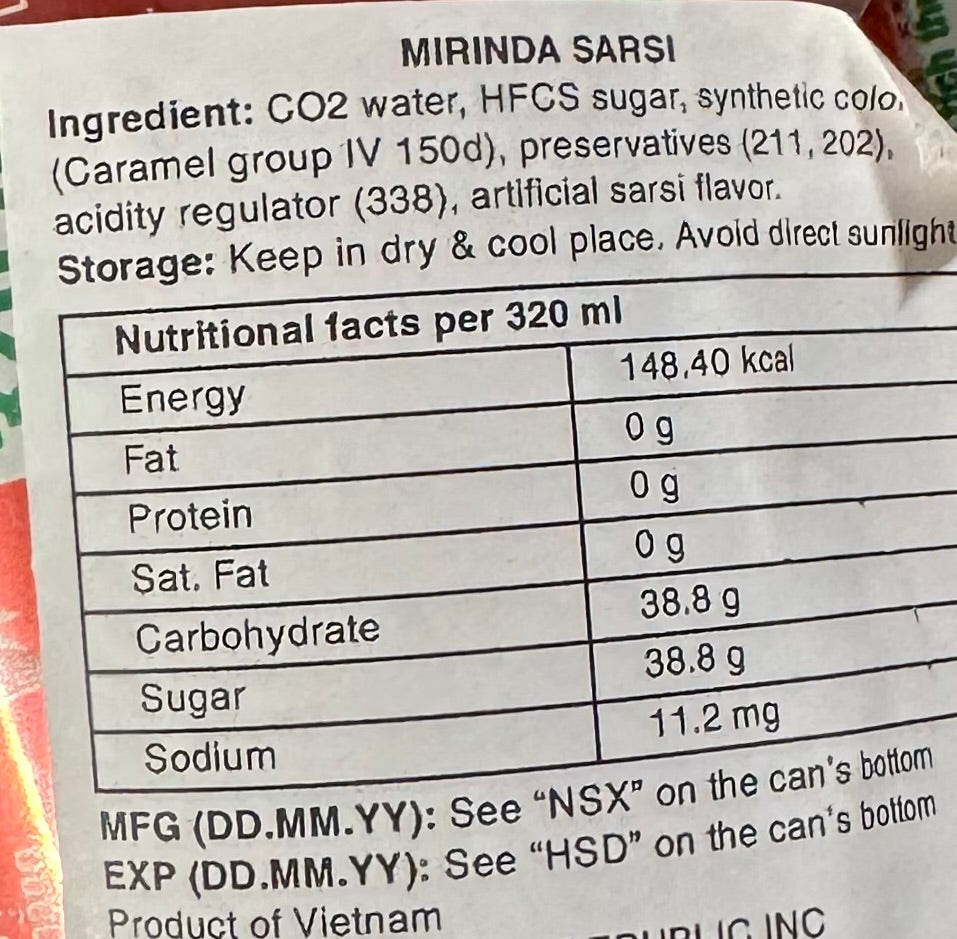 MIRINDA SARSI
Ingredient: CO2 water, HFCS sugar, synthetic colo
(Caramel group IV 150d), preservatives (211, 202),
acidity regulator (338), artificial sarsi flavor.
Storage: Keep in dry & cool place. Avoid direct sunlight
Nutritional facts per 320 ml
Energy 148.40 kcal
Fat 0 g
Protein 0 g
Sat. Fat 0 g
Carbohydrate 38.8 g
Sugar 38.8 g
Sodium 11.2 mg
MFG (DD.MM.YY): See “NSX” on the can's bottom
EXP (DD.MM.YY): See “HSD” on the can's bottom
Product of Vietnam
INC